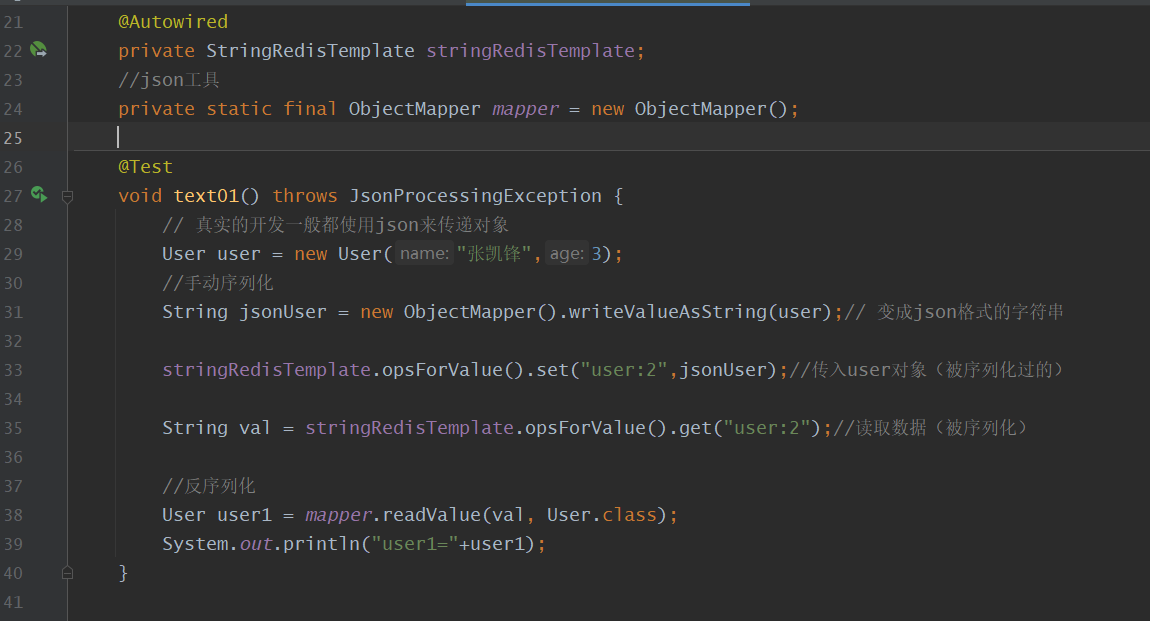 21 @Autowired
22 private StringRedisTemplate stringRedisTemplate;
23 //json工具
24 private static final ObjectMapper mapper = new ObjectMapper();
25
26 @Test
27 void text01() throws JsonProcessingException {
28 // 真实的开发一般都使用json来传递对象
29 User user = new User( name: "张凯锋", age: 3);
30 //手动序列化
31 String jsonUser = new ObjectMapper().writeValueAsString(user);// 变成json格式的字符串
32
33 stringRedisTemplate.opsForValue().set("user:2",jsonUser);//传入user对象（被序列化过的）
34
35 String val = stringRedisTemplate.opsForValue().get("user:2");//读取数据（被序列化）
36
37 //反序列化
38 User user1 = mapper.readValue(val, User.class);
39 System.out.println("user1="+user1);
40 }
41